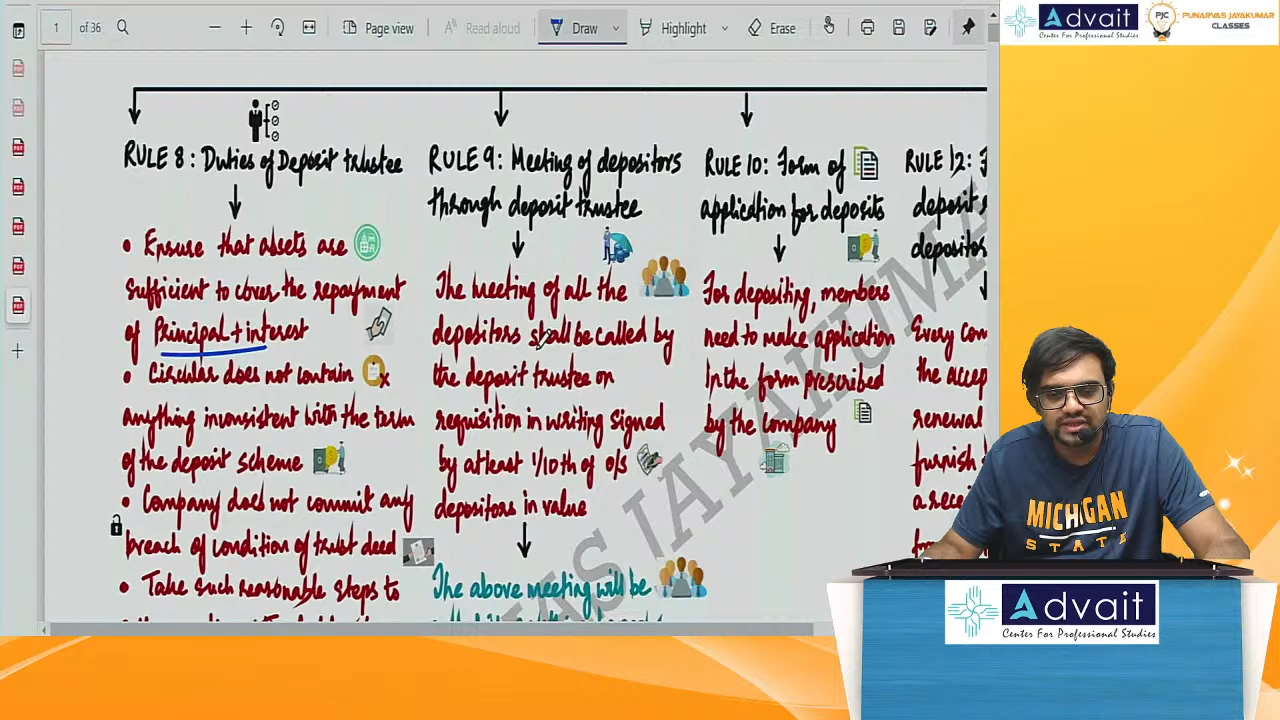 1 of 36
Page view
Read aloud
Draw
Highlight
Erase
Advait
Center For Professional Studies
PJC
PUNARVAS JAYAKUMAR
CLASSES
RULE 8 : Duties of Deposit trustee
• Ensure that assets are
sufficient to cover the repayment
of Principal + interest
• Circular does not contain
anything inconsistent with the term
of the deposit scheme
• Company does not commit any
breach of condition of trust deed
• Take such reasonable steps to
RULE 9 : Meeting of depositors
through deposit trustee
The Meeting of all the
depositors shall be called by
the deposit trustee on
requisition in writing signed
by atleast 1/10th of o/s
depositors in value
The above meeting will be
RULE 10: Form of
application for deposits
For depositing, members
need to make application
In the form prescribed
by the company
RULE 12:
deposit
depositors
Every
the
renewal
furnish
MICHIGAN
STATE
Advait
Center For Professional Studies